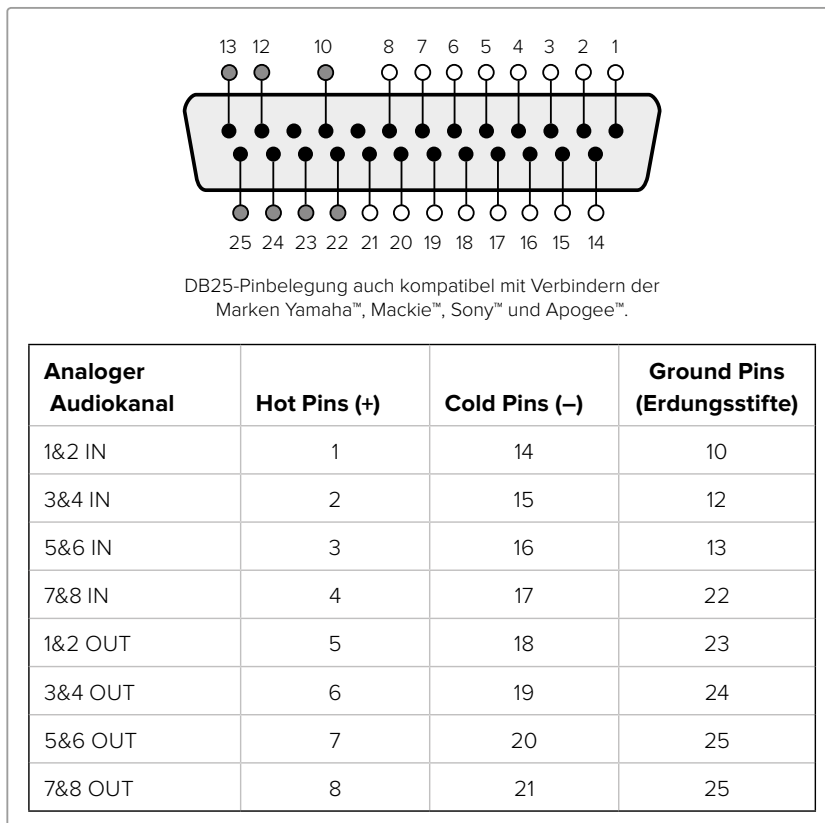 13 12 10 8 7 6 5 4 3 2 1
25 24 23 22 21 20 19 18 17 16 15 14
DB25-Pinbelegung auch kompatibel mit Verbindern der
Marken Yamaha™, Mackie™, Sony™ und Apogee™.
Analoger Audiokanal Hot Pins (+) Cold Pins (–) Ground Pins (Erdungsstifte)
1&2 IN 1 14 10
3&4 IN 2 15 12
5&6 IN 3 16 13
7&8 IN 4 17 22
1&2 OUT 5 18 23
3&4 OUT 6 19 24
5&6 OUT 7 20 25
7&8 OUT 8 21 25